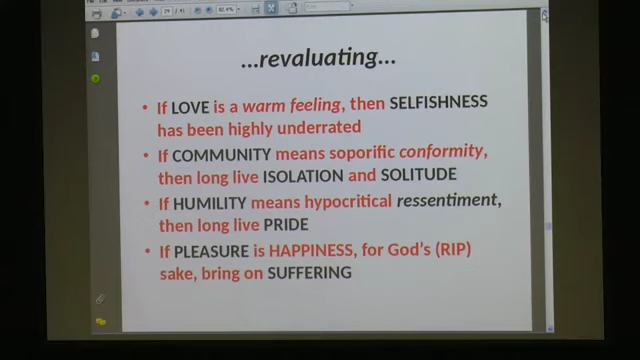 ...revaluating...
• If LOVE is a warm feeling, then SELFISHNESS
has been highly underrated
• If COMMUNITY means soporific conformity,
then long live ISOLATION and SOLITUDE
• If HUMILITY means hypocritical ressentiment,
then long live PRIDE
• If PLEASURE is HAPPINESS, for God's (RIP)
sake, bring on SUFFERING